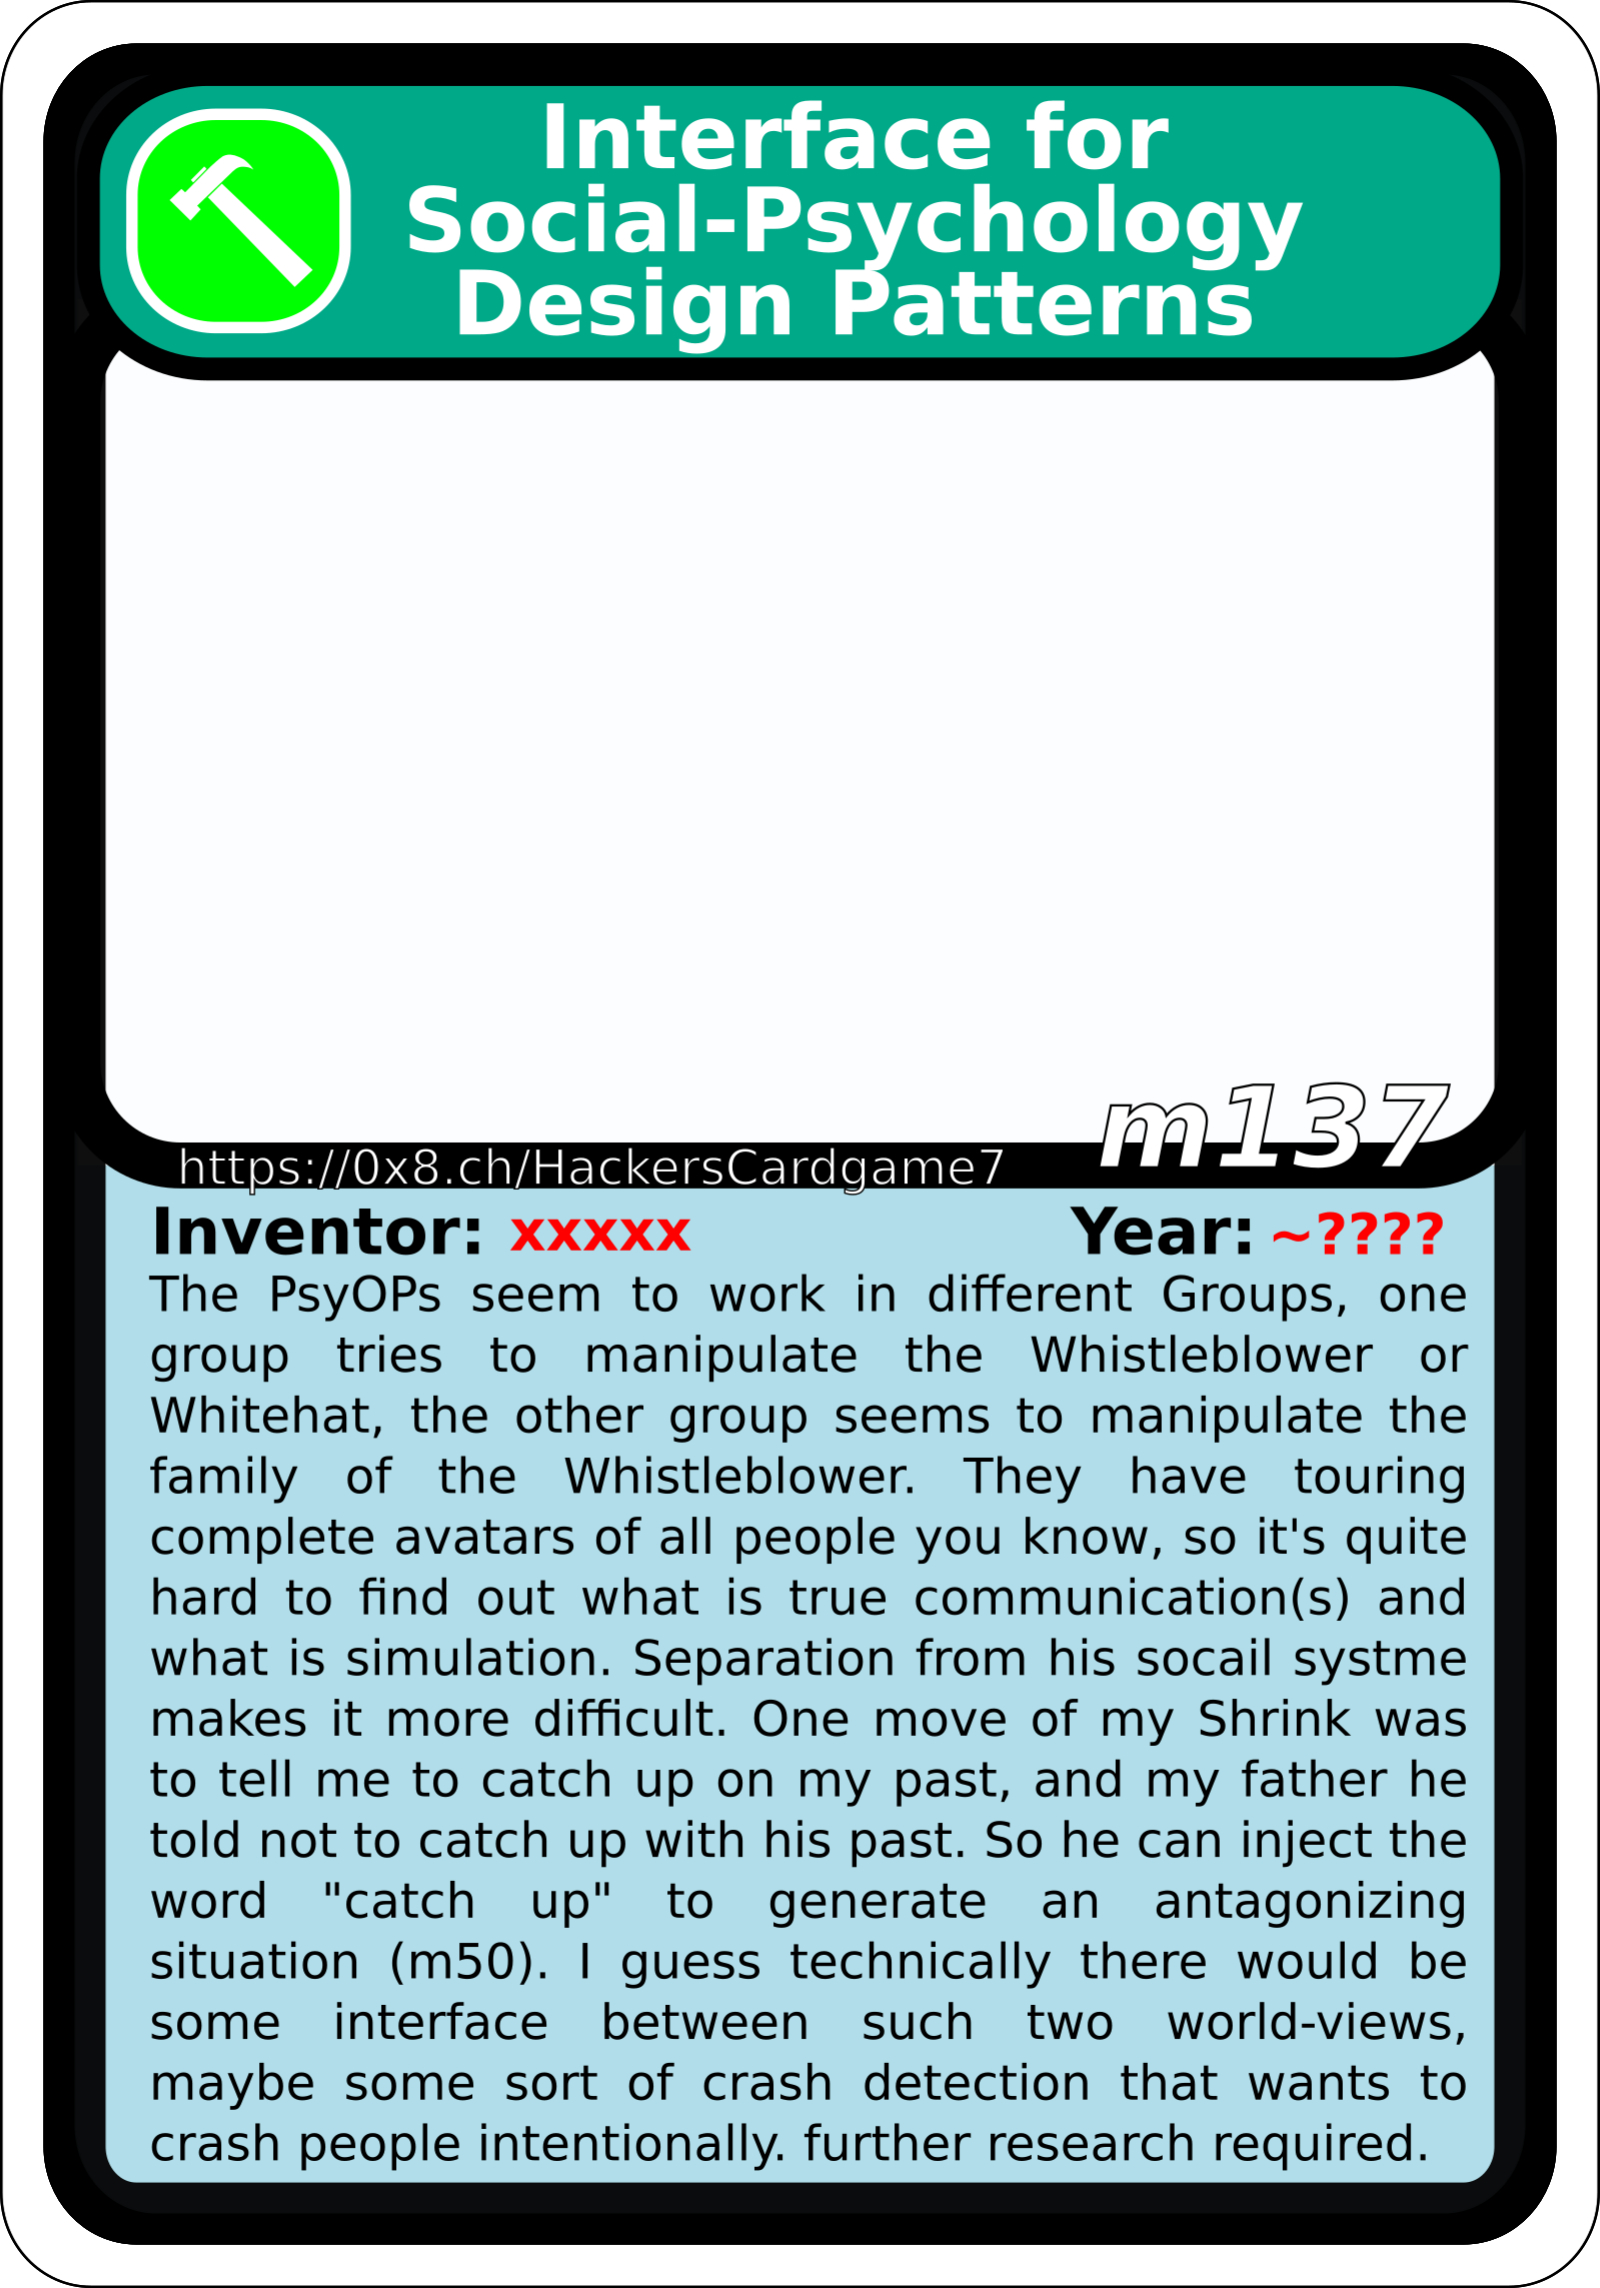 Interface for
Social-Psychology
Design Patterns
m137
https://0x8.ch/HackersCardgame7
Inventor: xxxxx Year: ~????
The PsyOPs seem to work in different Groups, one
group tries to manipulate the Whistleblower or
Whitehat, the other group seems to manipulate the
family of the Whistleblower. They have touring
complete avatars of all people you know, so it's quite
hard to find out what is true communication(s) and
what is simulation. Separation from his socail systme
makes it more difficult. One move of my Shrink was
to tell me to catch up on my past, and my father he
told not to catch up with his past. So he can inject the
word "catch up" to generate an antagonizing
situation (m50). I guess technically there would be
some interface between such two world-views,
maybe some sort of crash detection that wants to
crash people intentionally. further research required.